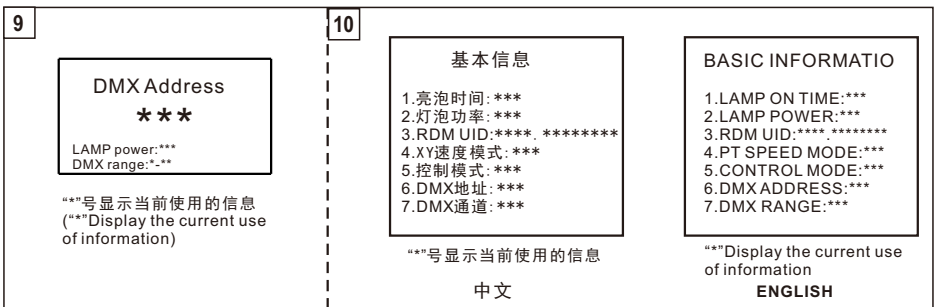 9
DMX Address
***
LAMP power:***
DMX range:*-**
“*”号显示当前使用的信息
(“*”Display the current use
of information)
10
基本信息
1.亮泡时间:***
2.灯泡功率:***
3.RDM UID:****. ********
4.XY速度模式:***
5.控制模式:***
6.DMX地址:***
7.DMX通道:***
“*”号显示当前使用的信息
中文
BASIC INFORMATIO
1.LAMP ON TIME:***
2.LAMP POWER:***
3.RDM UID:****.********
4.PT SPEED MODE:***
5.CONTROL MODE:***
6.DMX ADDRESS:***
7.DMX RANGE:***
“*”Display the current use
of information
ENGLISH